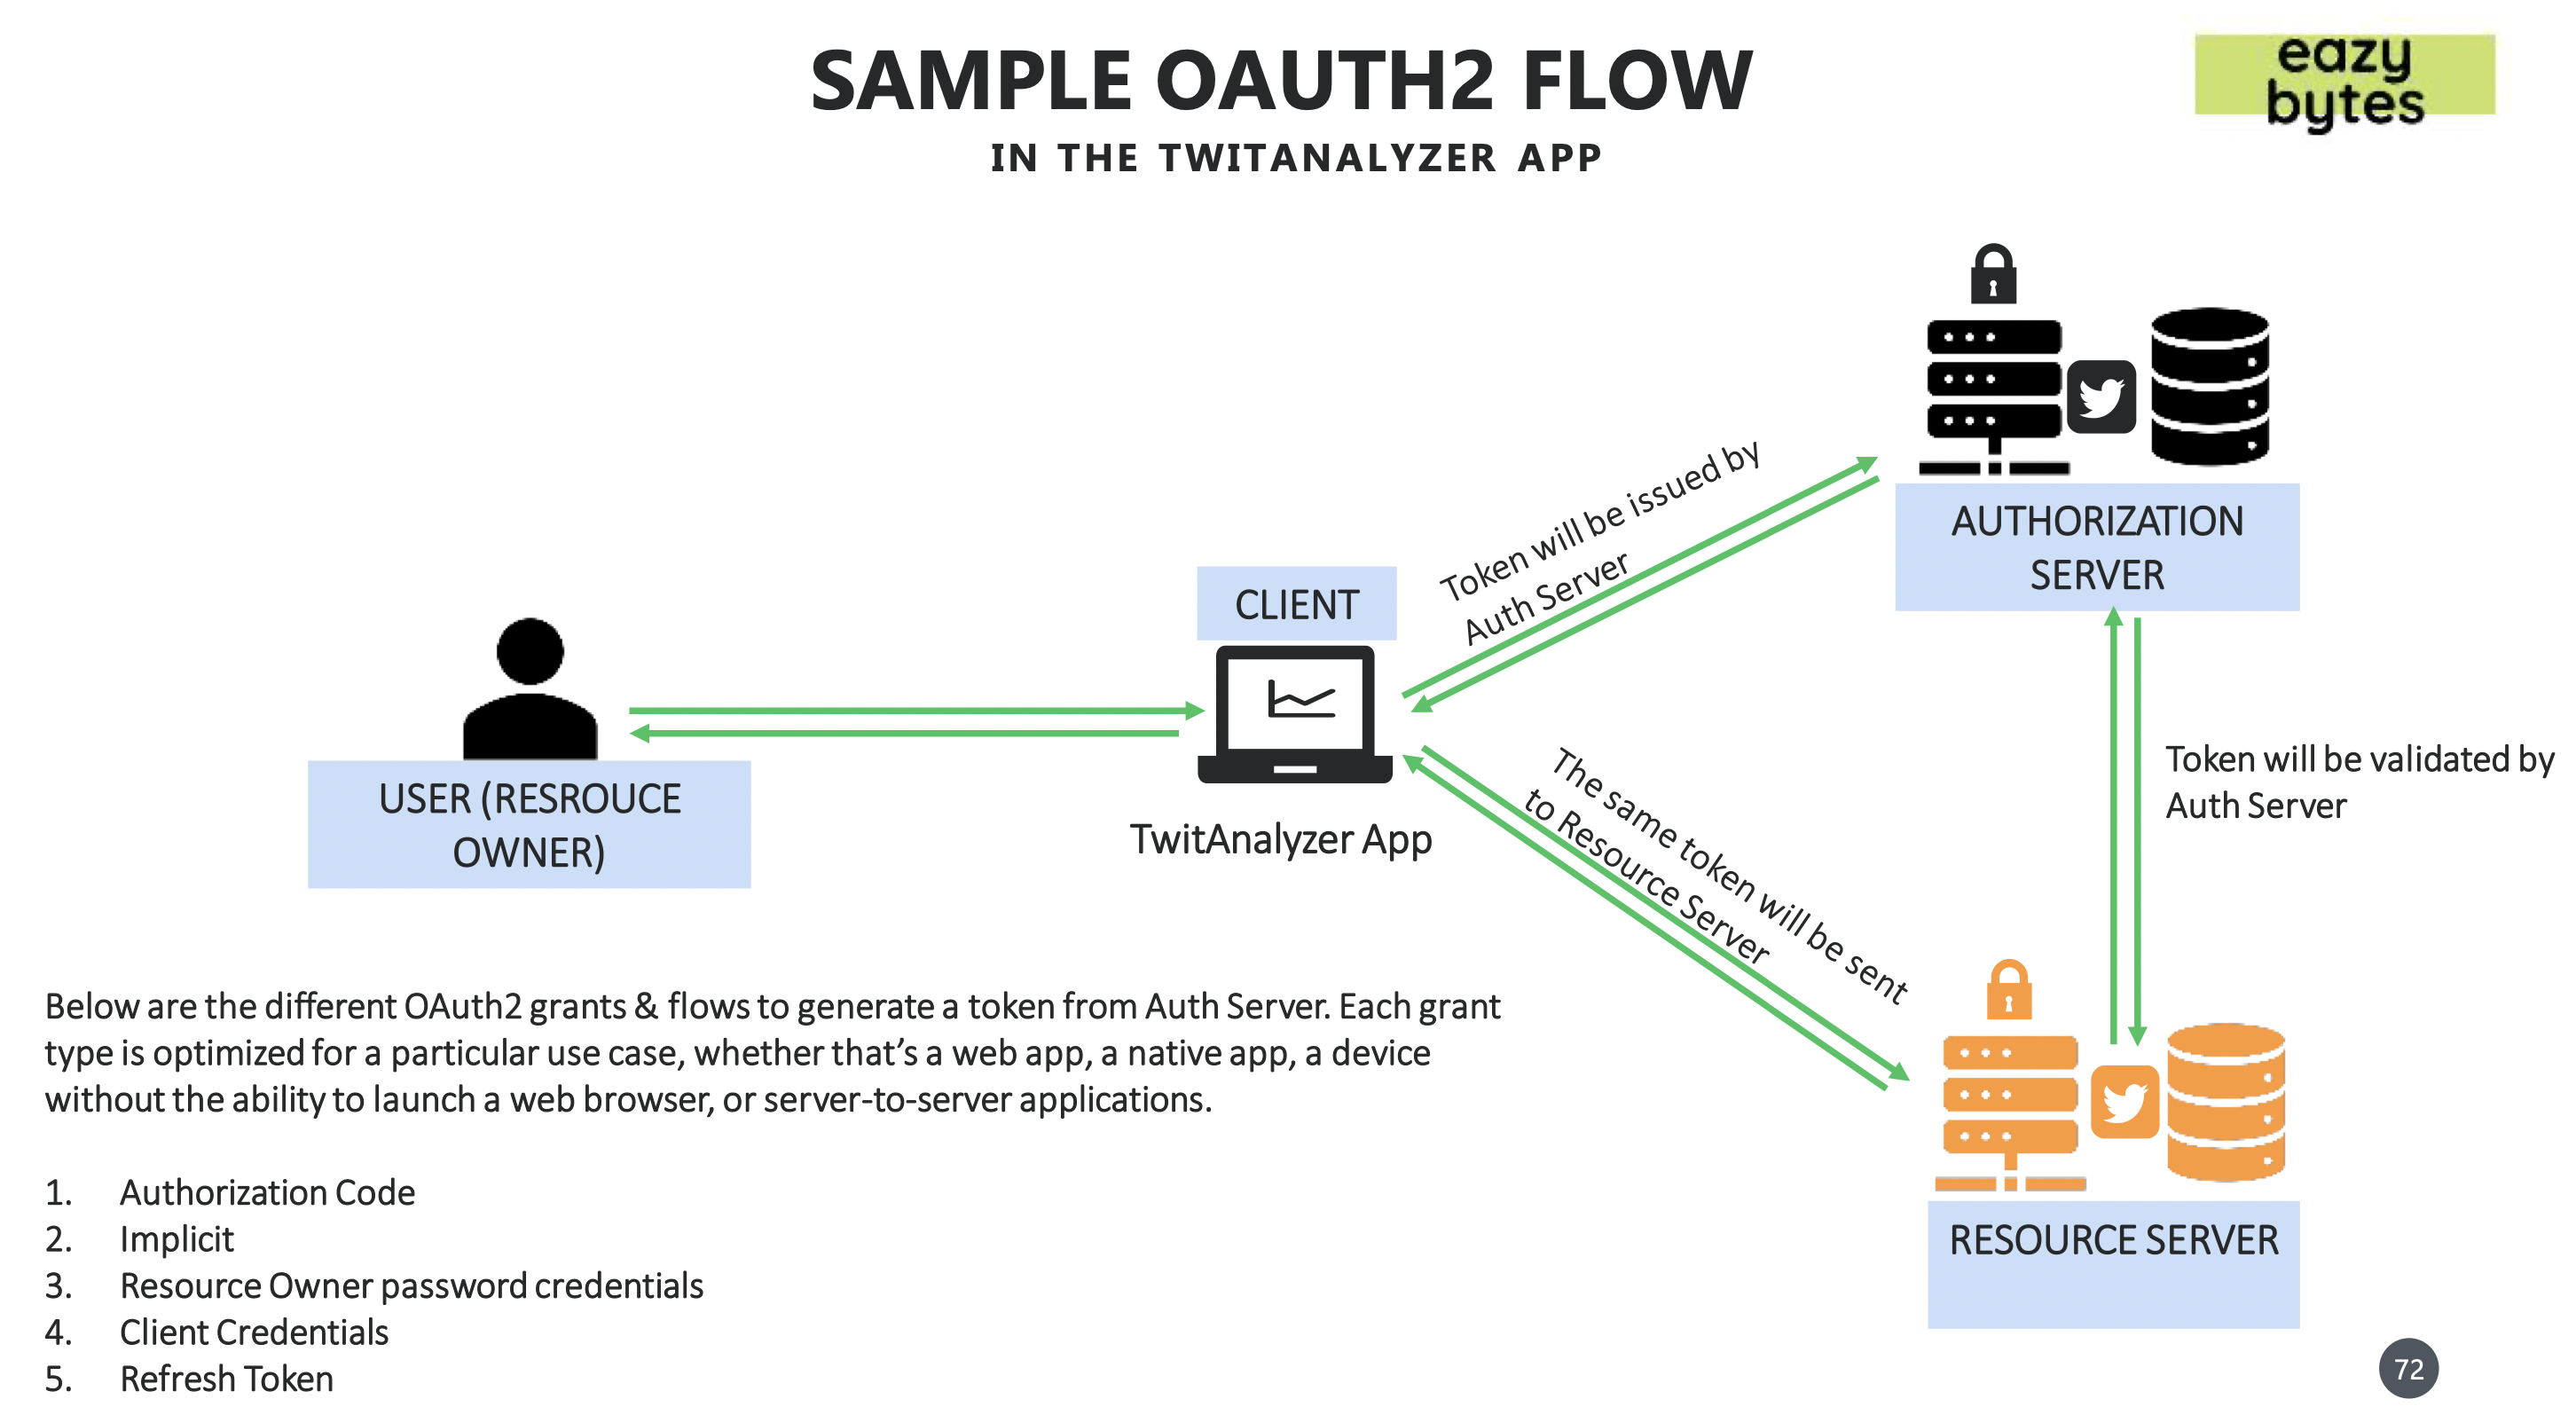 SAMPLE OAUTH2 FLOW
IN THE TWITANALYZER APP
eazy
bytes
AUTHORIZATION
SERVER
Token will be issued by
Auth Server
CLIENT
TwitAnalyzer App
USER (RESROUCE
OWNER)
Token will be validated by
Auth Server
The same token will be sent
to Resource Server
RESOURCE SERVER
Below are the different OAuth2 grants & flows to generate a token from Auth Server. Each grant
type is optimized for a particular use case, whether that’s a web app, a native app, a device
without the ability to launch a web browser, or server-to-server applications.
1. Authorization Code
2. Implicit
3. Resource Owner password credentials
4. Client Credentials
5. Refresh Token
72